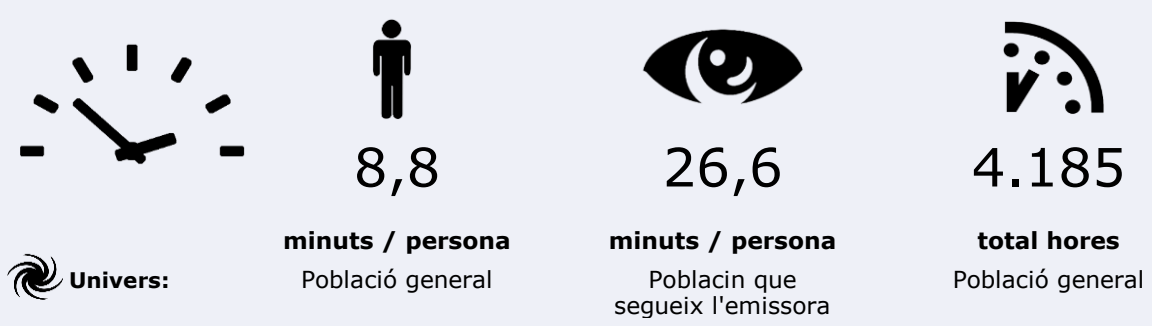 8,8
26,6
4.185
minuts / persona
minuts / persona
total hores
Univers:
Població general
Poblacin que
segueix l'emissora
Població general